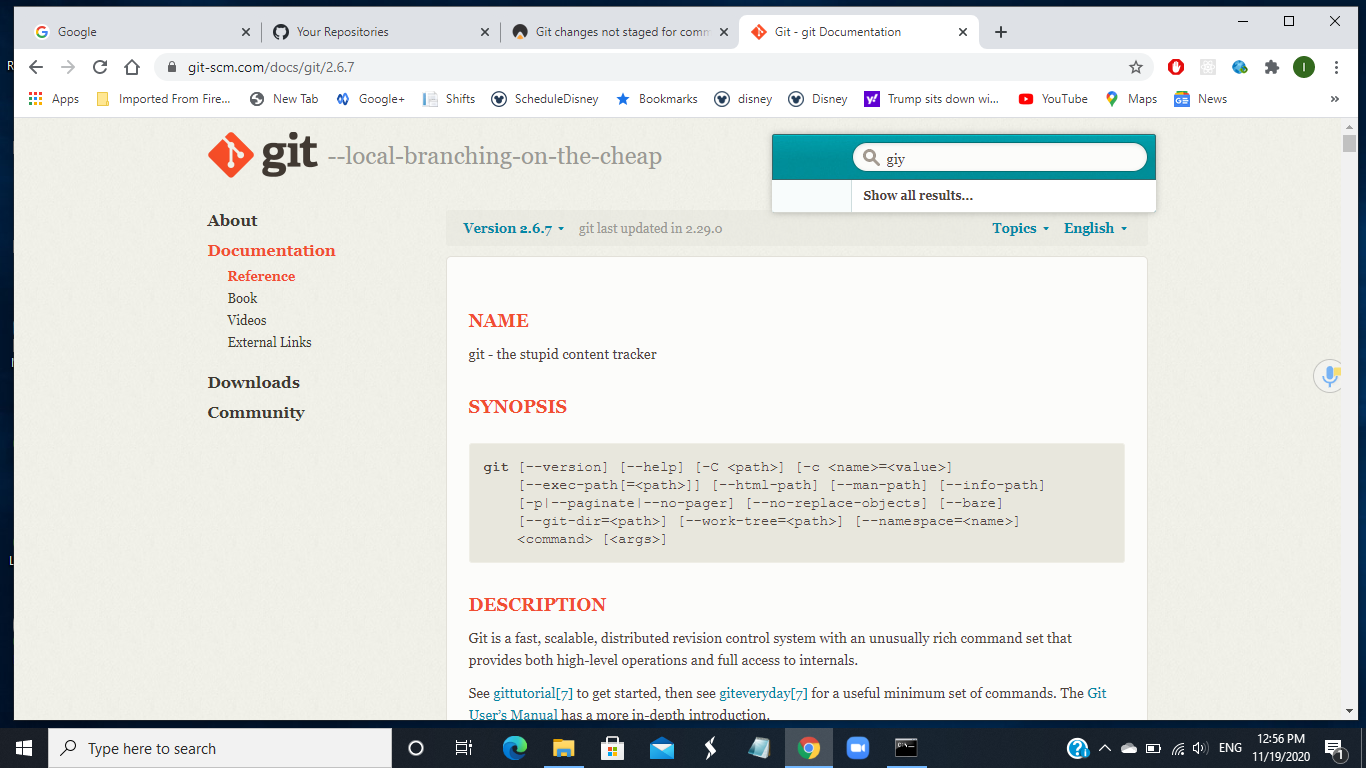 Google
Your Repositories
Git changes not staged for comm
Git - git Documentation
git-scm.com/docs/git/2.6.7
I
Apps
Imported From Fire...
New Tab
Google+
Shifts
ScheduleDisney
Bookmarks
disney
Disney
Trump sits down wi...
YouTube
Maps
News
»
git --local-branching-on-the-cheap
giy
Show all results...
About
Documentation
Reference
Book
Videos
External Links
Downloads
Community
Version 2.6.7
git last updated in 2.29.0
Topics
English
NAME
git - the stupid content tracker
SYNOPSIS
git [--version] [--help] [-C <path>] [-c <name>=<value>]
[--exec-path[=<path>]] [--html-path] [--man-path] [--info-path]
[-p|--paginate|--no-pager] [--no-replace-objects] [--bare]
[--git-dir=<path>] [--work-tree=<path>] [--namespace=<name>]
<command> [<args>]
DESCRIPTION
Git is a fast, scalable, distributed revision control system with an unusually rich command set that
provides both high-level operations and full access to internals.
See gittutorial[7] to get started, then see giteveryday[7] for a useful minimum set of commands. The Git
User's Manual has a more in-depth introduction.
Type here to search
ENG
12:56 PM
11/19/2020
1